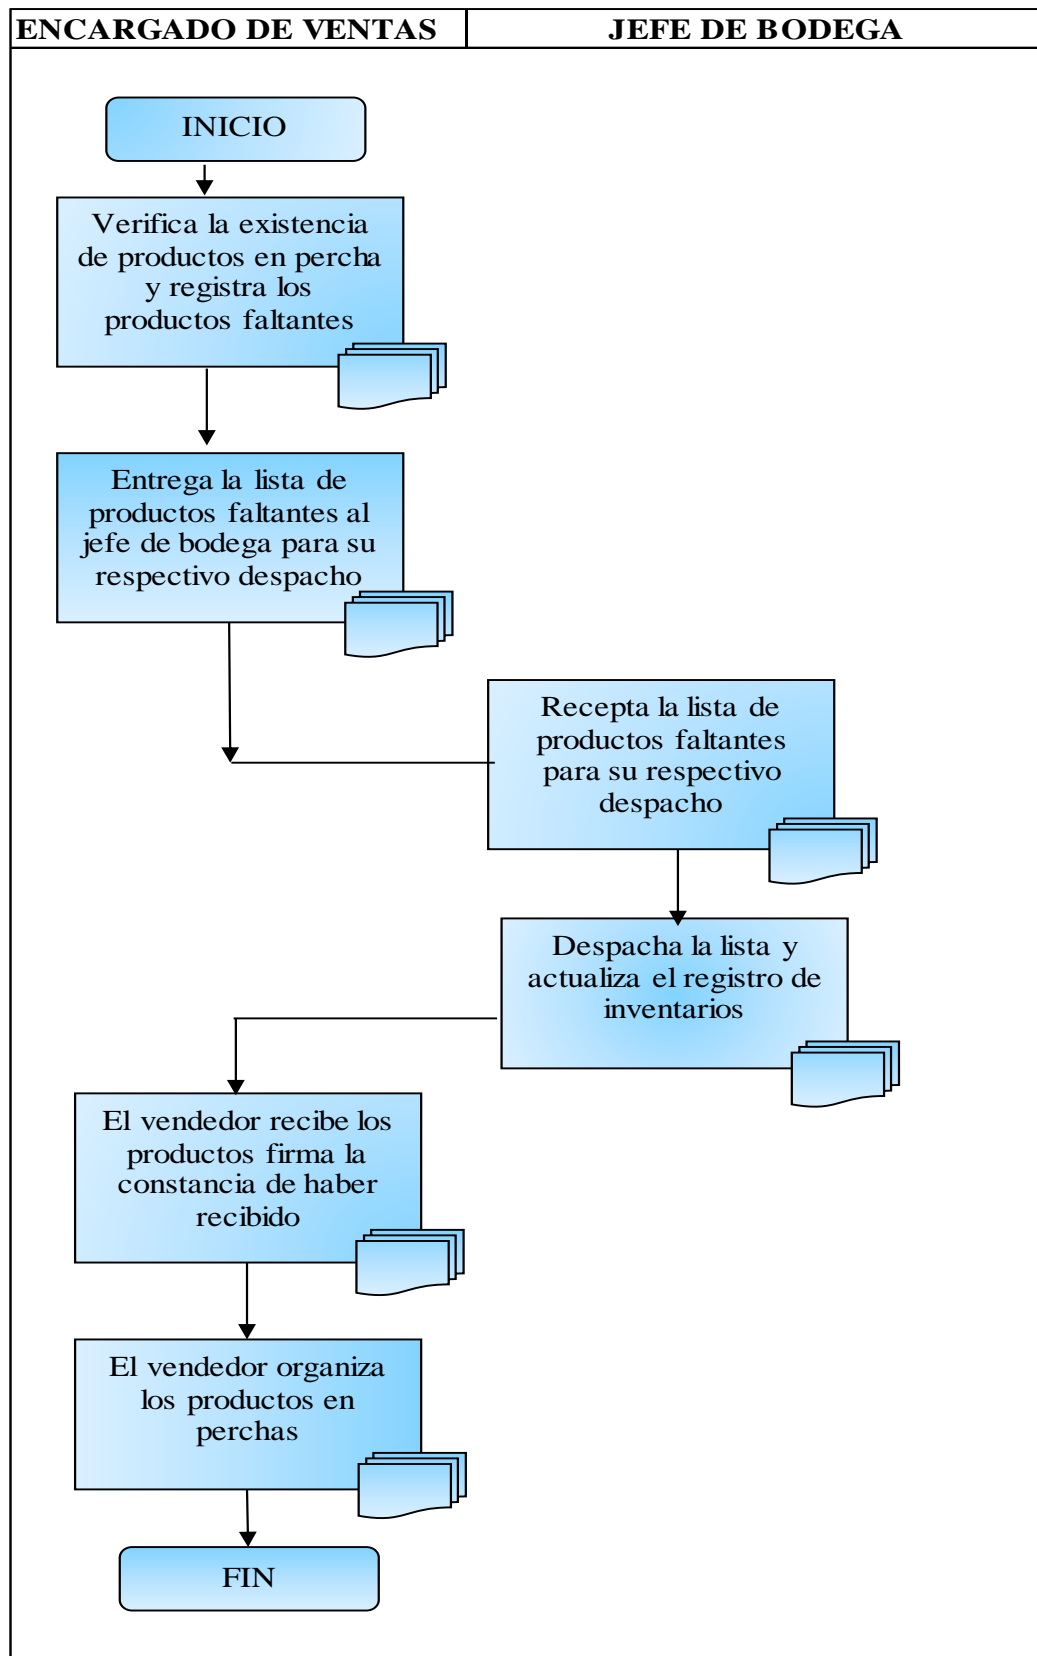 ENCARGADO DE VENTAS
JEFE DE BODEGA
INICIO
Verifica la existencia
de productos en percha
y registra los
productos faltantes
Entrega la lista de
productos faltantes al
jefe de bodega para su
respectivo despacho
Recepta la lista de
productos faltantes
para su respectivo
despacho
Despacha la lista y
actualiza el registro de
inventarios
El vendedor recibe los
productos firma la
constancia de haber
recibido
El vendedor organiza
los productos en
perchas
FIN